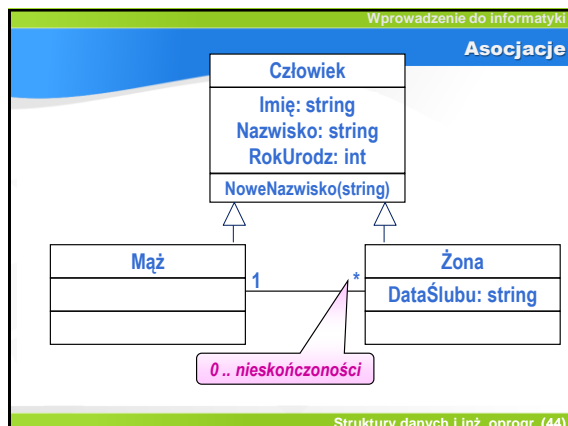 Wprowadzenie do informatyki
Asocjacje
Człowiek
Imię: string
Nazwisko: string
RokUrodz: int
NoweNazwisko(string)
Mąż
Żona
1
*
DataŚlubu: string
0 .. nieskończoności
Struktury danych i inż. oprogr. (44)